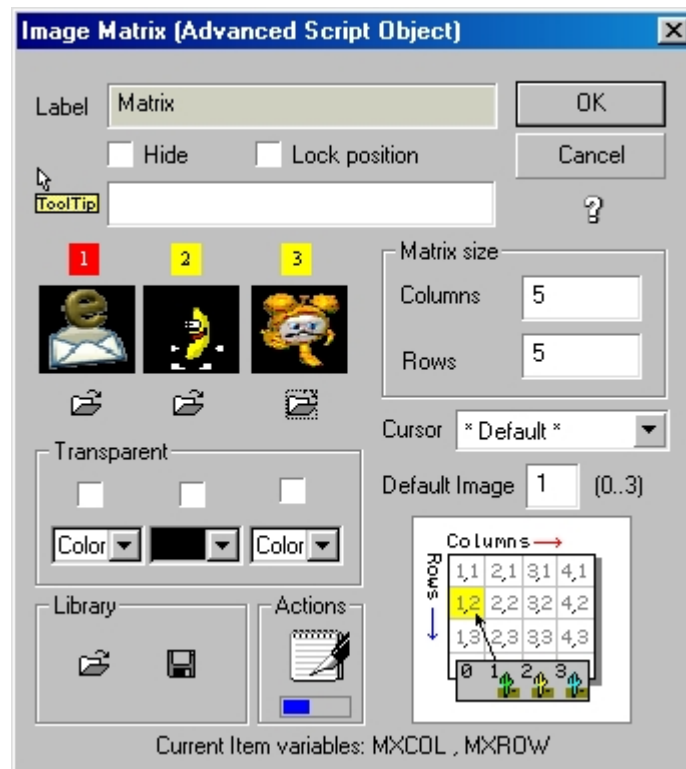 Image Matrix (Advanced Script Object)
Label Matrix OK
Hide Lock position Cancel
ToolTip
1 2 3
Matrix size
Columns 5
Rows 5
Cursor * Default *
Transparent
Default Image 1 (0..3)
Color Color
Columns
Rows
1,1 2,1 3,1 4,1
1,2 2,2 3,2 4,2
1,3 2,3 3,3 4,3
0 1 2 3
Library Actions
Current Item variables: MXCOL , MXROW